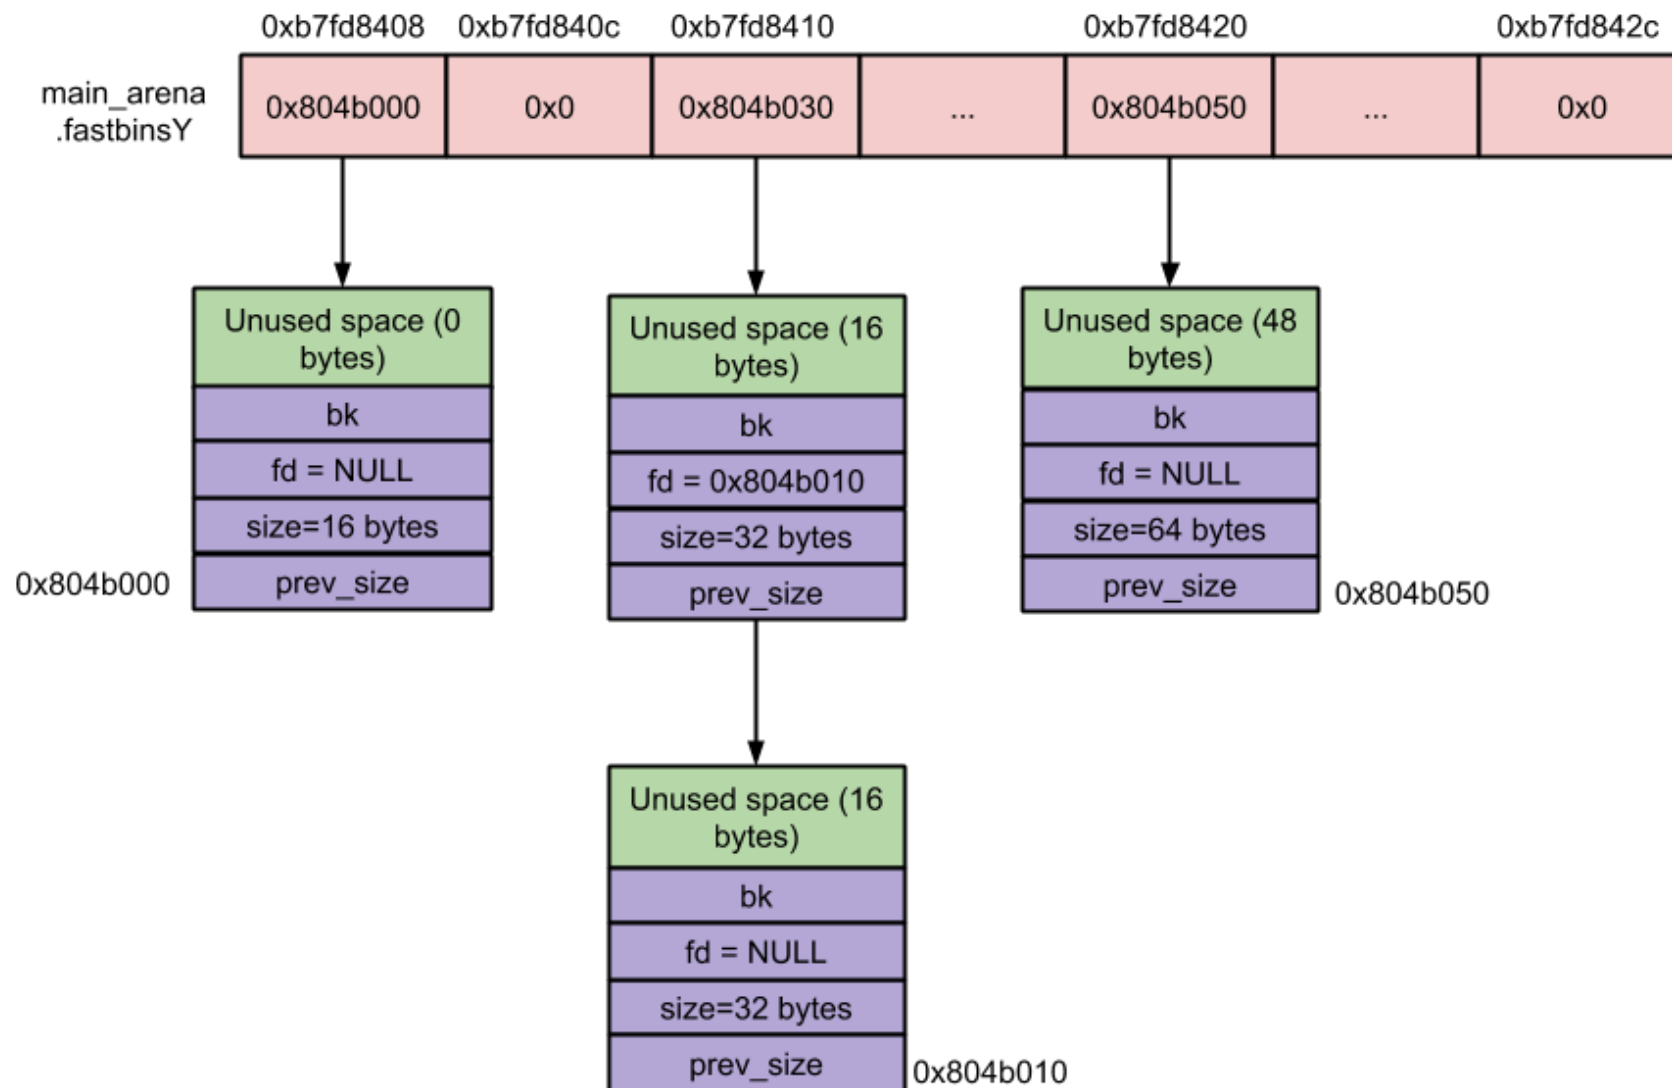 0xb7fd8408 0xb7fd840c 0xb7fd8410 0xb7fd8420 0xb7fd842c
main_arena
.fastbinsY
0x804b000 0x0 0x804b030 ... 0x804b050 ... 0x0
Unused space (0
bytes)
bk
fd = NULL
size=16 bytes
prev_size
0x804b000
Unused space (16
bytes)
bk
fd = 0x804b010
size=32 bytes
prev_size
Unused space (48
bytes)
bk
fd = NULL
size=64 bytes
prev_size
0x804b050
Unused space (16
bytes)
bk
fd = NULL
size=32 bytes
prev_size
0x804b010